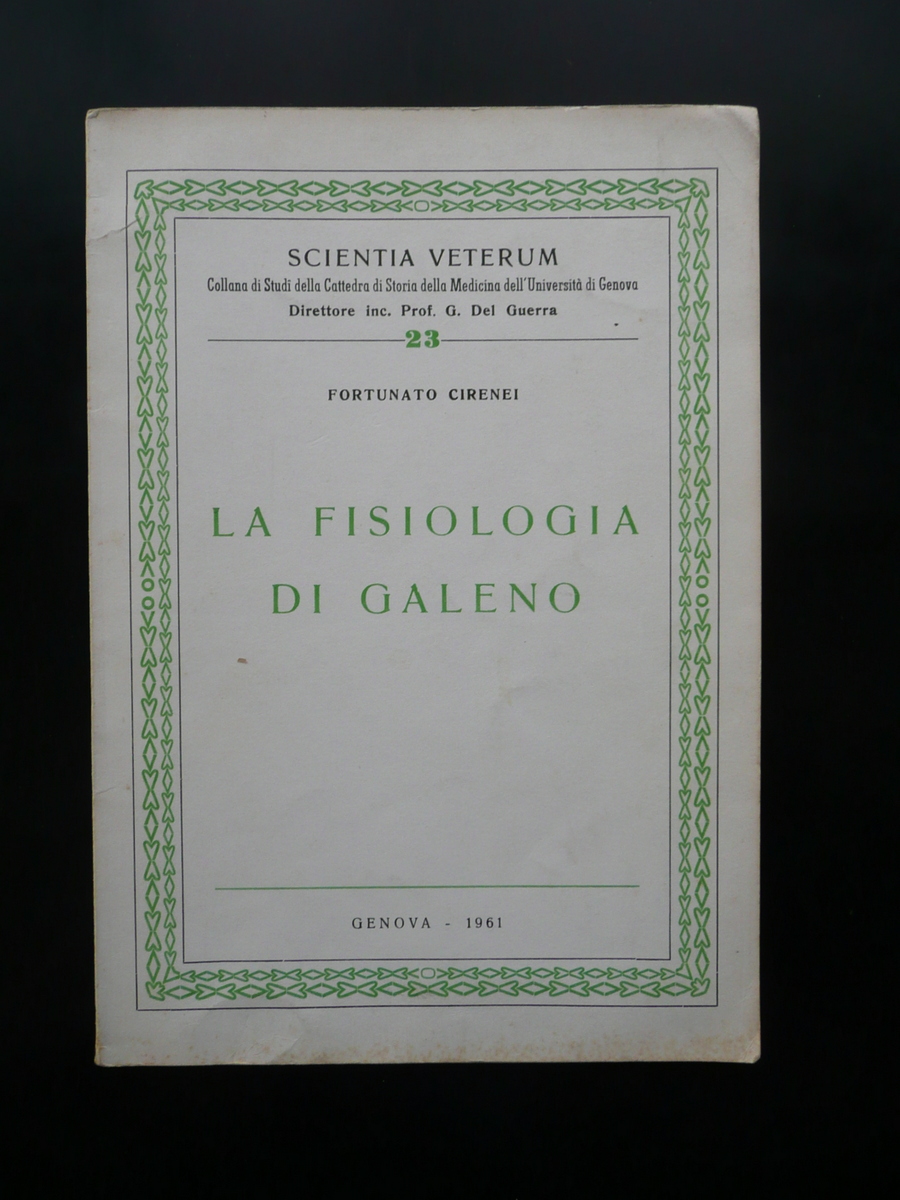 SCIENTIA VETERUM
Collana di Studi della Cattedra di Storia della Medicina dell'Università di Genova
Direttore inc. Prof. G. Del Guerra
23
FORTUNATO CIRENEI
LA FISIOLOGIA
DI GALENO
GENOVA - 1961